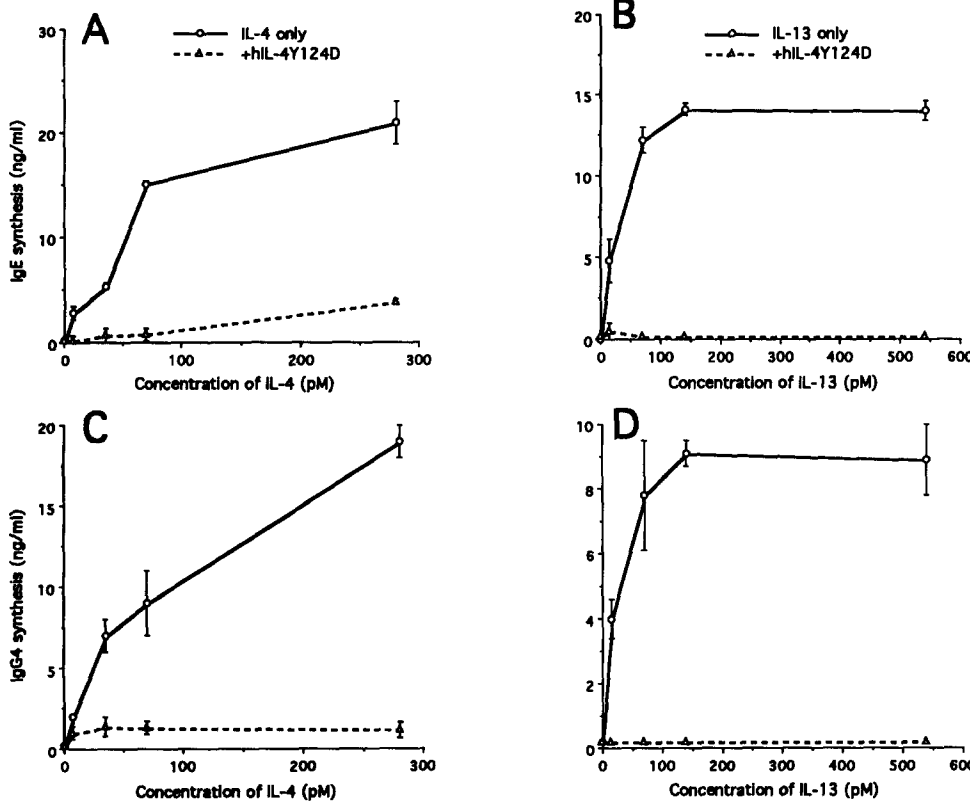 A
IL-4 only
+hIL-4Y124D
IgE synthesis (ng/ml)
30
20
10
0
0 100 200 300
Concentration of IL-4 (pM)
B
IL-13 only
+hIL-4Y124D
20
15
10
5
0
0 100 200 300 400 500 600
Concentration of IL-13 (pM)
C
IgG4 synthesis (ng/ml)
20
15
10
5
0
0 100 200 300
Concentration of IL-4 (pM)
D
10
8
6
4
2
0
0 100 200 300 400 500 600
Concentration of IL-13 (pM)